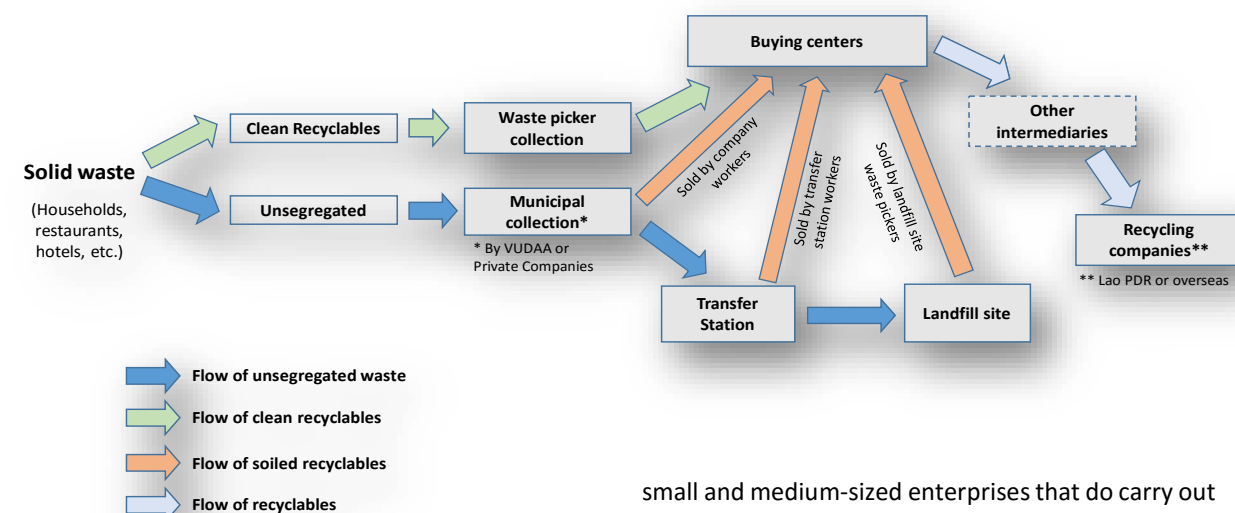 Buying centers
Other
intermediaries
Clean Recyclables
Waste picker
collection
Solid waste
(Households,
restaurants,
hotels, etc.)
Unsegregated
Municipal
collection*
* By VUDAA or
Private Companies
Sold by company
workers
Sold by transfer
station workers
Sold by landfill site
waste pickers
Recycling
companies**
** Lao PDR or overseas
Transfer
Station
Landfill site
Flow of unsegregated waste
Flow of clean recyclables
Flow of soiled recyclables
Flow of recyclables
small and medium-sized enterprises that do carry out